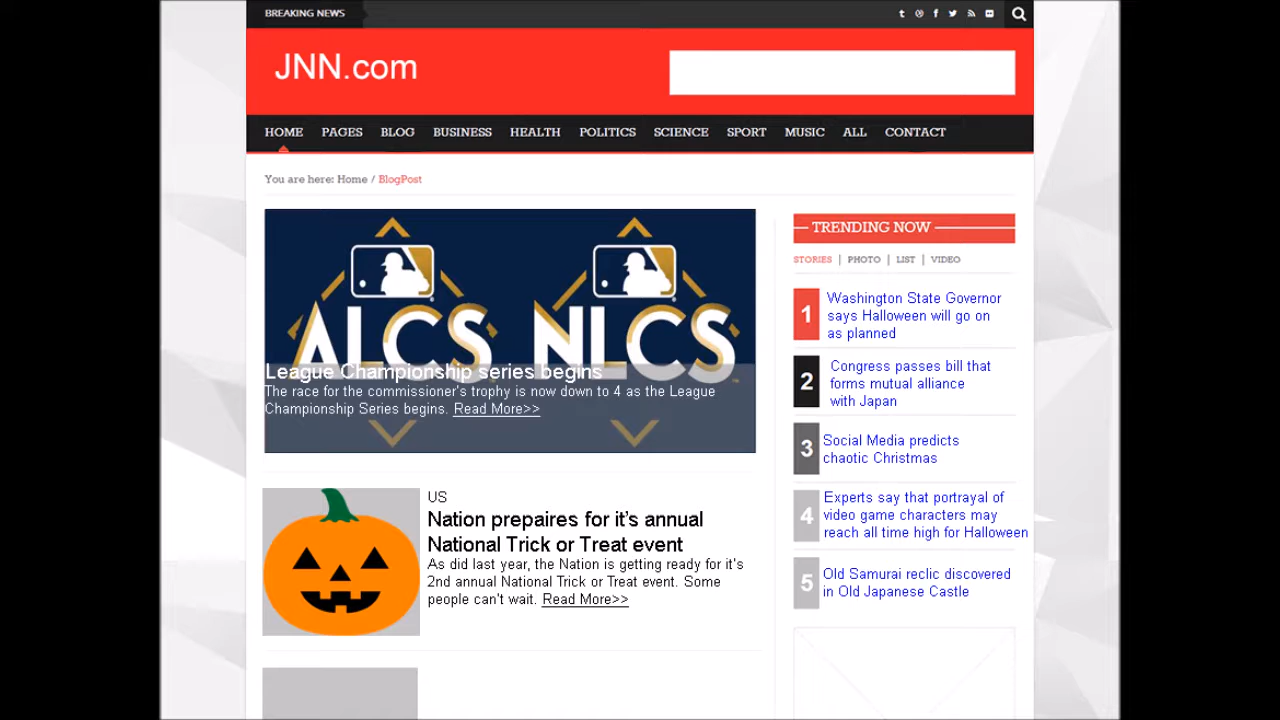 BREAKING NEWS
JNN.com
HOME PAGES BLOG BUSINESS HEALTH POLITICS SCIENCE SPORT MUSIC ALL CONTACT
You are here: Home / BlogPost
ALCS NLCS
League Championship series begins
The race for the commissioner's trophy is now down to 4 as the League
Championship Series begins. Read More>>
US
Nation prepaires for it's annual
National Trick or Treat event
As did last year, the Nation is getting ready for it's
2nd annual National Trick or Treat event. Some
people can't wait. Read More>>
TRENDING NOW
STORIES | PHOTO | LIST | VIDEO
1
Washington State Governor
says Halloween will go on
as planned
2
Congress passes bill that
forms mutual alliance
with Japan
3
Social Media predicts
chaotic Christmas
4
Experts say that portrayal of
video game characters may
reach all time high for Halloween
5
Old Samurai reclic discovered
in Old Japanese Castle